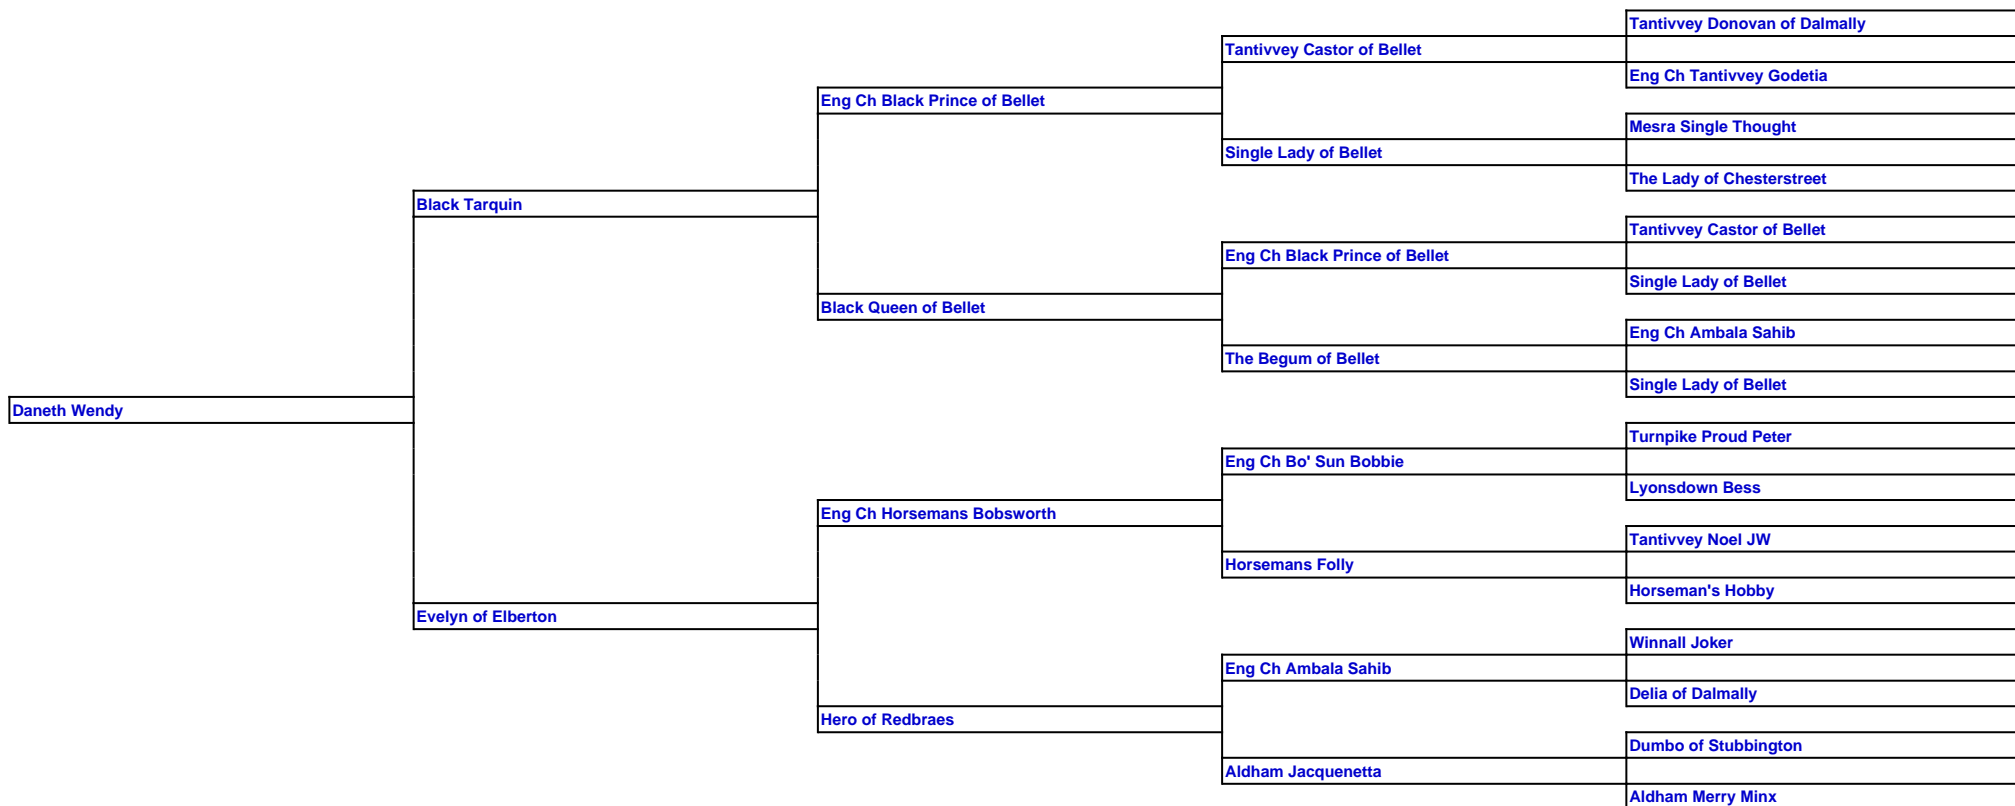 Tantivvey Donovan of Dalmally
Tantivvey Castor of Bellet
Eng Ch Tantivvey Godetia
Eng Ch Black Prince of Bellet
Mesra Single Thought
Single Lady of Bellet
The Lady of Chesterstreet
Black Tarquin
Tantivvey Castor of Bellet
Eng Ch Black Prince of Bellet
Single Lady of Bellet
Black Queen of Bellet
Eng Ch Ambala Sahib
The Begum of Bellet
Single Lady of Bellet
Daneth Wendy
Turnpike Proud Peter
Eng Ch Bo' Sun Bobbie
Lyonsdown Bess
Eng Ch Horsemans Bobsworth
Tantivvey Noel JW
Horsemans Folly
Horseman's Hobby
Evelyn of Elberton
Winnall Joker
Eng Ch Ambala Sahib
Delia of Dalmally
Hero of Redbraes
Dumbo of Stubbington
Aldham Jacquenetta
Aldham Merry Minx